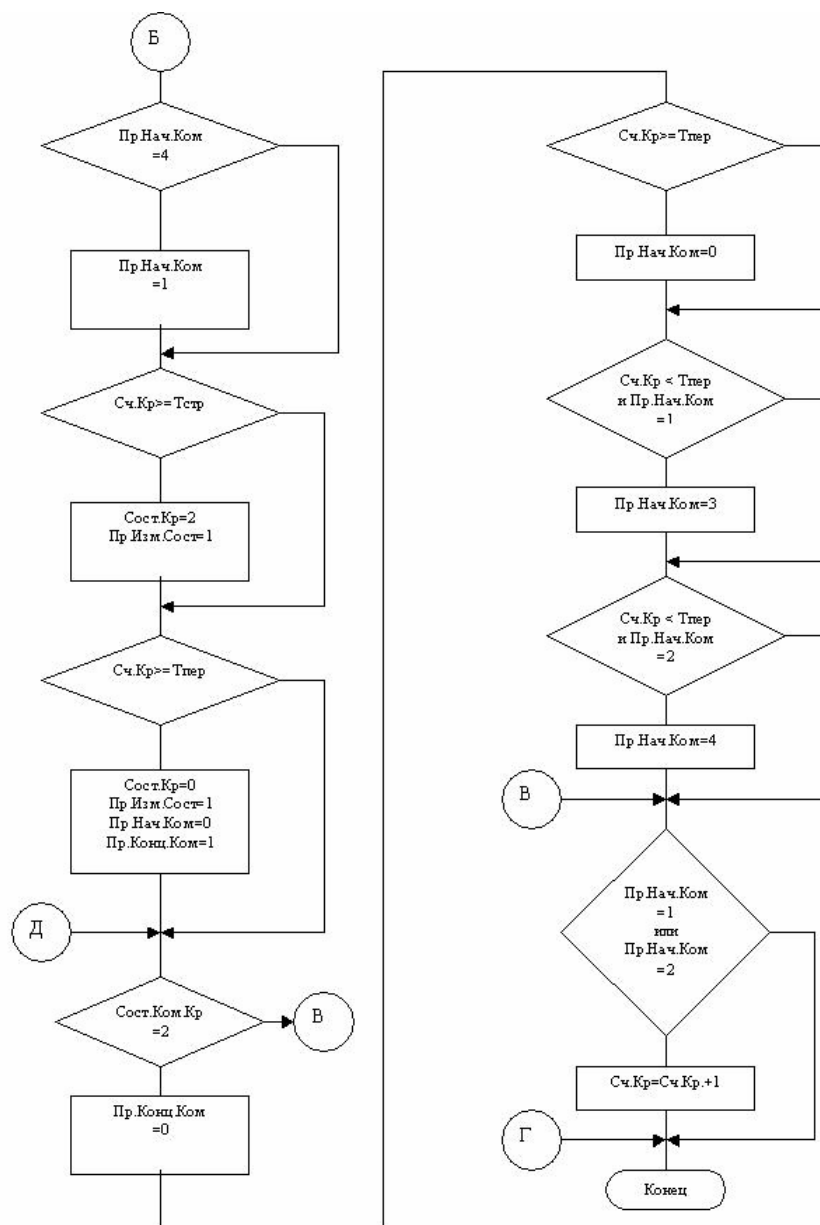 Б
Пр.Нач.Ком
=4
Пр.Нач.Ком
=1
Сч.Кр>=Тстр
Сост.Кр=2
Пр.Изм.Сост=1
Сч.Кр>=Тпер
Сост.Кр=0
Пр.Изм.Сост=1
Пр.Нач.Ком=0
Пр.Конц.Ком=1
Д
Сост.Ком.Кр
=2
В
Пр.Конц.Ком
=0
Сч.Кр>=Тпер
Пр.Нач.Ком=0
Сч.Кр < Тпер
и Пр.Нач.Ком
=1
Пр.Нач.Ком=3
Сч.Кр < Тпер
и Пр.Нач.Ком
=2
Пр.Нач.Ком=4
В
Пр.Нач.Ком
=1
или
Пр.Нач.Ком
=2
Сч.Кр=Сч.Кр.+1
Г
Конец